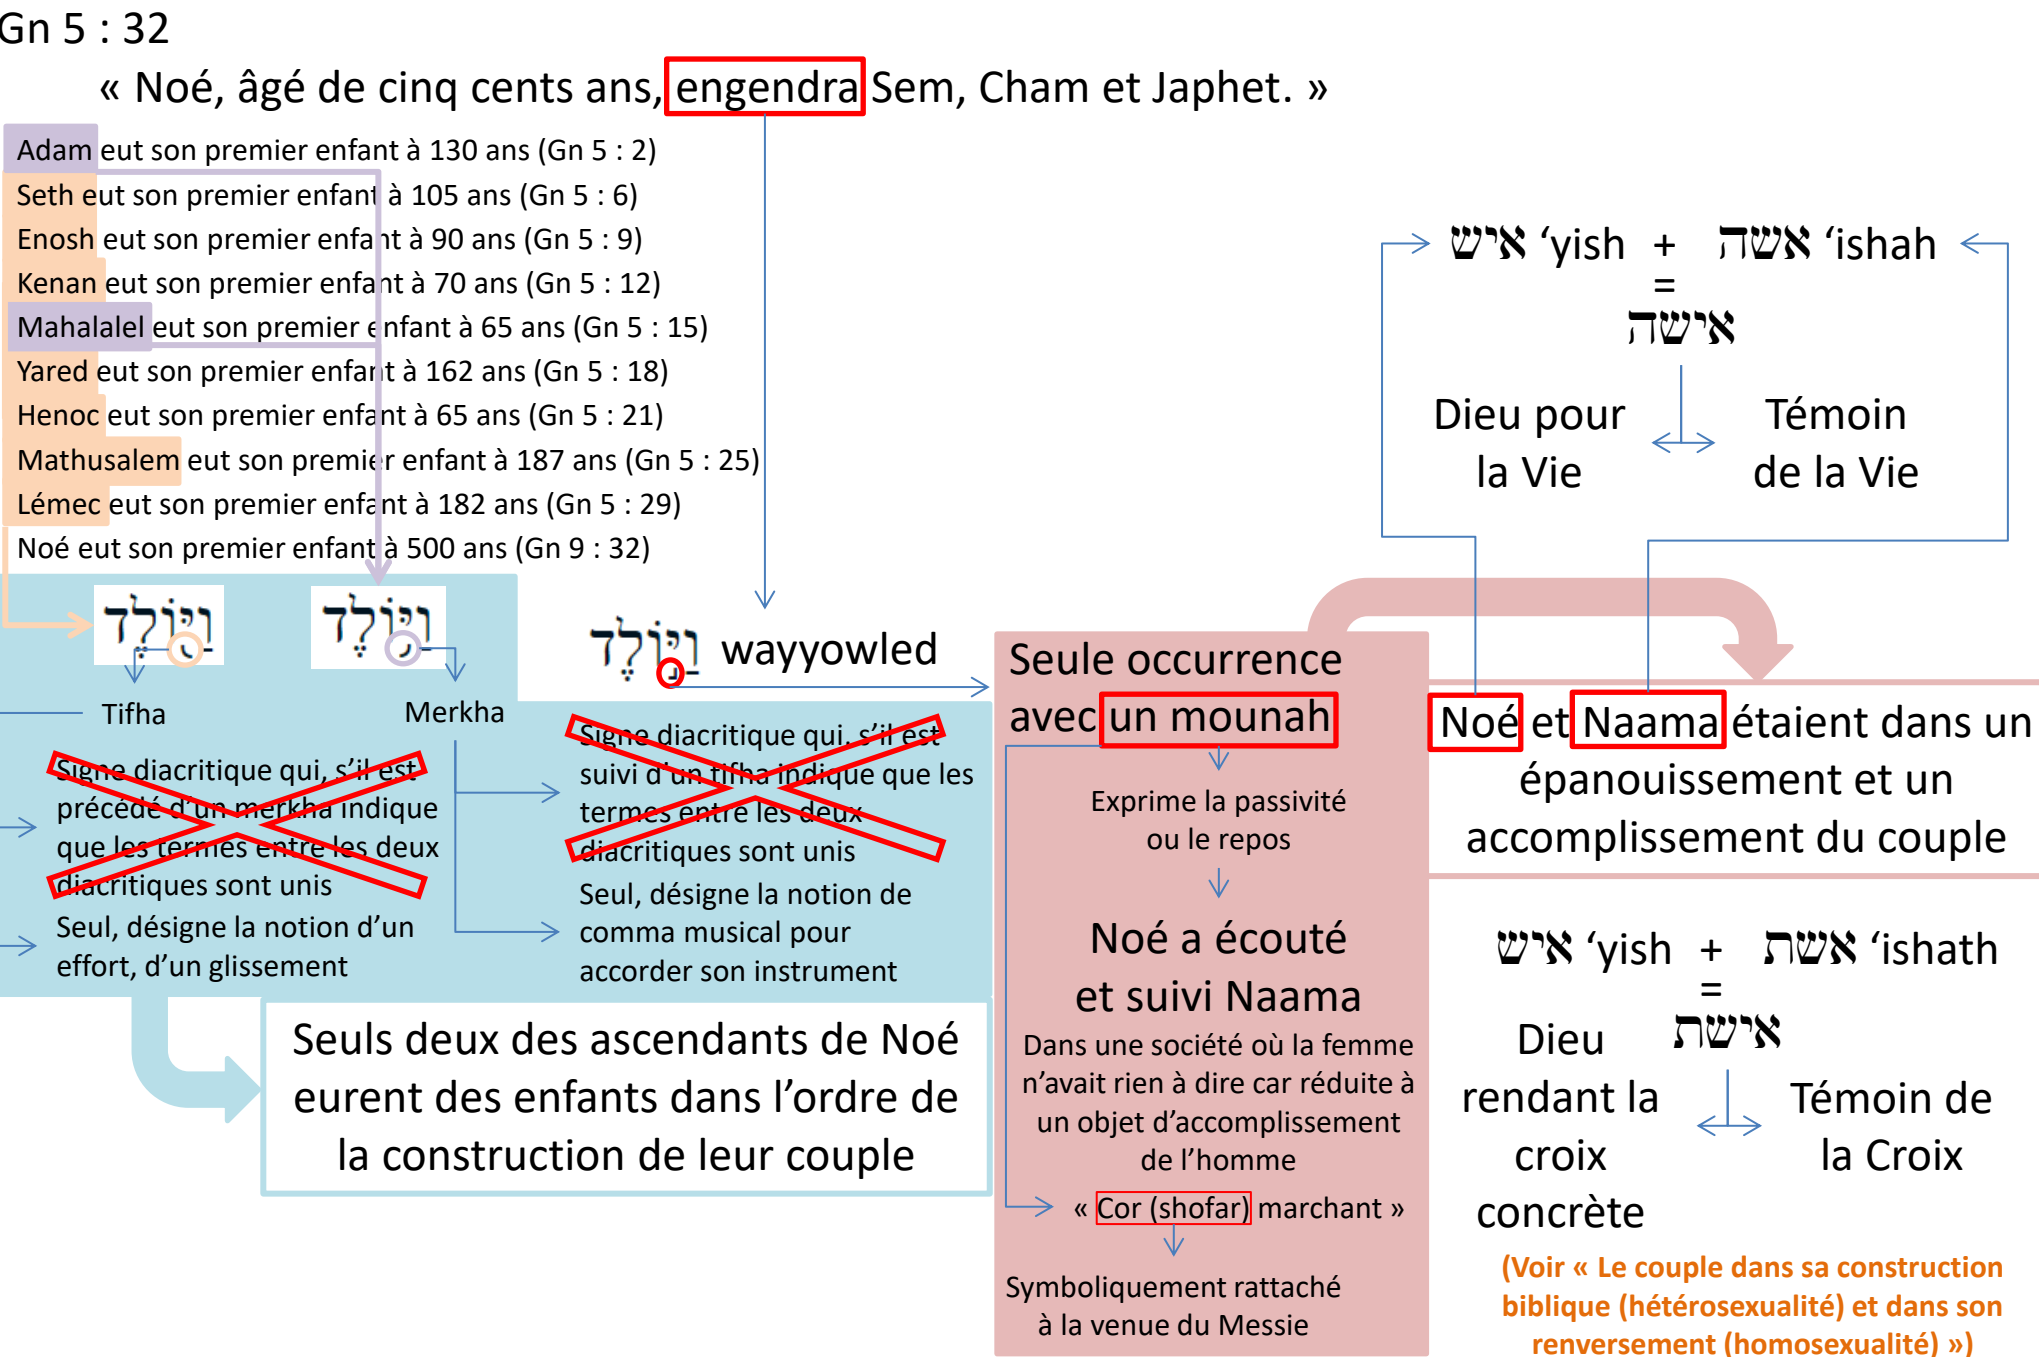 Gn 5 : 32
« Noé, âgé de cinq cents ans, engendra Sem, Cham et Japhet. »
Adam eut son premier enfant à 130 ans (Gn 5 : 2)
Seth eut son premier enfant à 105 ans (Gn 5 : 6)
Enosh eut son premier enfant à 90 ans (Gn 5 : 9)
Kenan eut son premier enfant à 70 ans (Gn 5 : 12)
Mahalalel eut son premier enfant à 65 ans (Gn 5 : 15)
Yared eut son premier enfant à 162 ans (Gn 5 : 18)
Henoc eut son premier enfant à 65 ans (Gn 5 : 21)
Mathusalem eut son premier enfant à 187 ans (Gn 5 : 25)
Lémec eut son premier enfant à 182 ans (Gn 5 : 29)
Noé eut son premier enfant à 500 ans (Gn 9 : 32)
וַיּ֖וֹלֶד
וַיּ֥וֹלֶד
Tifha
Merkha
Signe diacritique qui, s’il est
précédé d’un merkha indique
que les termes entre les deux
diacritiques sont unis
Seul, désigne la notion d’un
effort, d’un glissement
Signe diacritique qui, s’il est
suivi d’un tifha indique que les
termes entre les deux
diacritiques sont unis
Seul, désigne la notion de
comma musical pour
accorder son instrument
Seuls deux des ascendants de Noé
eurent des enfants dans l’ordre de
la construction de leur couple
וַיּ֣וֹלֶד wayyowled
Seule occurrence
avec un mounah
Exprime la passivité
ou le repos
Noé a écouté
et suivi Naama
Dans une société où la femme
n’avait rien à dire car réduite à
un objet d’accomplissement
de l’homme
« Cor (shofar) marchant »
Symboliquement rattaché
à la venue du Messie
איש ‘yish + אשה ‘ishah
=
אישה
Dieu pour
la Vie
Témoin
de la Vie
Noé et Naama étaient dans un
épanouissement et un
accomplissement du couple
איש ‘yish + אשת ‘ishath
=
אישת
Dieu
rendant la
croix
concrète
Témoin de
la Croix
(Voir « Le couple dans sa construction
biblique (hétérosexualité) et dans son
renversement (homosexualité) »)